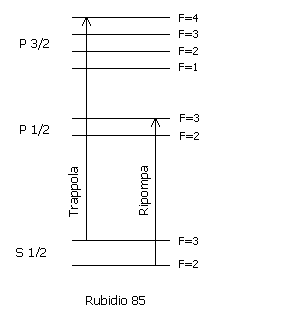 F=4
P 3/2
F=3
F=2
F=1
P 1/2
F=3
F=2
Trappola
Ripompa
S 1/2
F=3
F=2
Rubidio 85